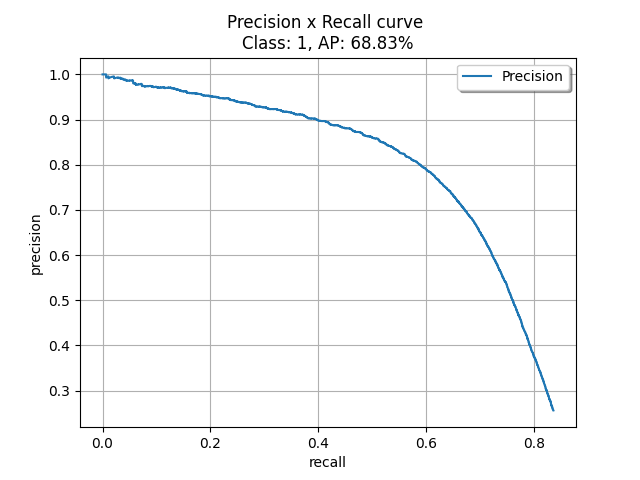 Precision x Recall curve
Class: 1, AP: 68.83%
Precision
1.0
0.9
0.8
0.7
0.6
0.5
0.4
0.3
precision
0.0 0.2 0.4 0.6 0.8
recall